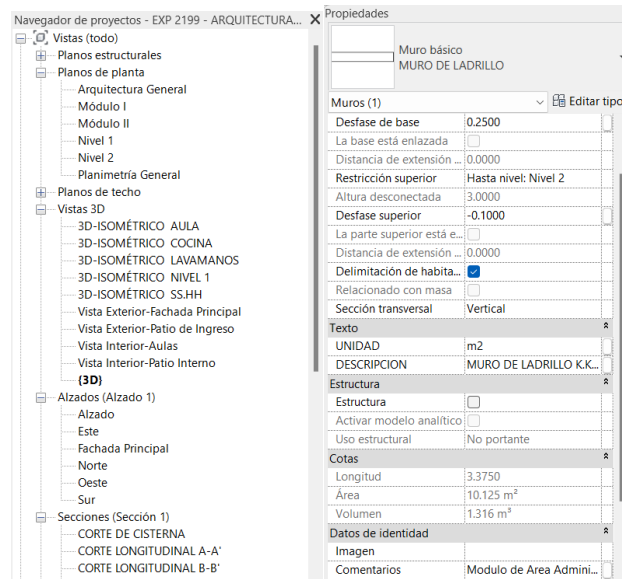 Navegador de proyectos - EXP 2199 - ARQUITECTURA...
Vistas (todo)
Planos estructurales
Planos de planta
Arquitectura General
Módulo I
Módulo II
Nivel 1
Nivel 2
Planimetría General
Planos de techo
Vistas 3D
3D-ISOMÉTRICO AULA
3D-ISOMÉTRICO COCINA
3D-ISOMÉTRICO LAVAMANOS
3D-ISOMÉTRICO NIVEL 1
3D-ISOMÉTRICO SS.HH
Vista Exterior-Fachada Principal
Vista Exterior-Patio de Ingreso
Vista Interior-Aulas
Vista Interior-Patio Interno
{3D}
Alzados (Alzado 1)
Alzado
Este
Fachada Principal
Norte
Oeste
Sur
Secciones (Sección 1)
CORTE DE CISTERNA
CORTE LONGITUDINAL A-A'
CORTE LONGITUDINAL B-B'
Propiedades
Muro básico
MURO DE LADRILLO
Muros (1) Editar tipo
Desfase de base 0.2500
La base está enlazada
Distancia de extensión ... 0.0000
Restricción superior Hasta nivel: Nivel 2
Altura desconectada 3.0000
Desfase superior -0.1000
La parte superior está e...
Distancia de extensión ... 0.0000
Delimitación de habita...
Relacionado con masa
Sección transversal Vertical
Texto
UNIDAD m2
DESCRIPCION MURO DE LADRILLO K.K...
Estructura
Estructura
Activar modelo analítico
Uso estructural No portante
Cotas
Longitud 3.3750
Área 10.125 m²
Volumen 1.316 m³
Datos de identidad
Imagen
Comentarios Modulo de Area Admini...